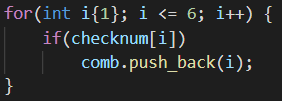 for(int i{1}; i <= 6; i++) {
    if(checknum[i])
        comb.push_back(i);
}